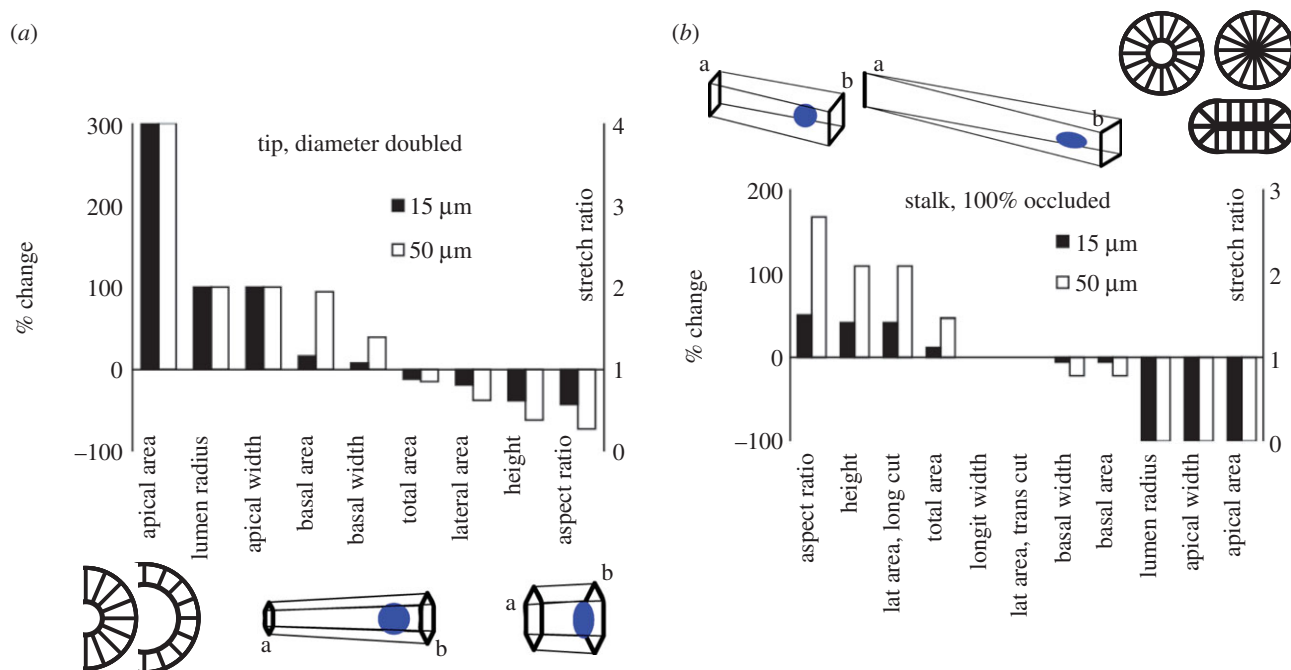 (a)
300
200
100
0
−100
% change
tip, diameter doubled
15 µm
50 µm
4
3
2
1
0
stretch ratio
apical area
lumen radius
apical width
basal area
basal width
total area
lateral area
height
aspect ratio
a
b
a
b
(b)
a
b
a
b
200
100
0
−100
% change
stalk, 100% occluded
15 µm
50 µm
3
2
1
0
stretch ratio
aspect ratio
height
lat area, long cut
total area
longit width
lat area, trans cut
basal width
basal area
lumen radius
apical width
apical area